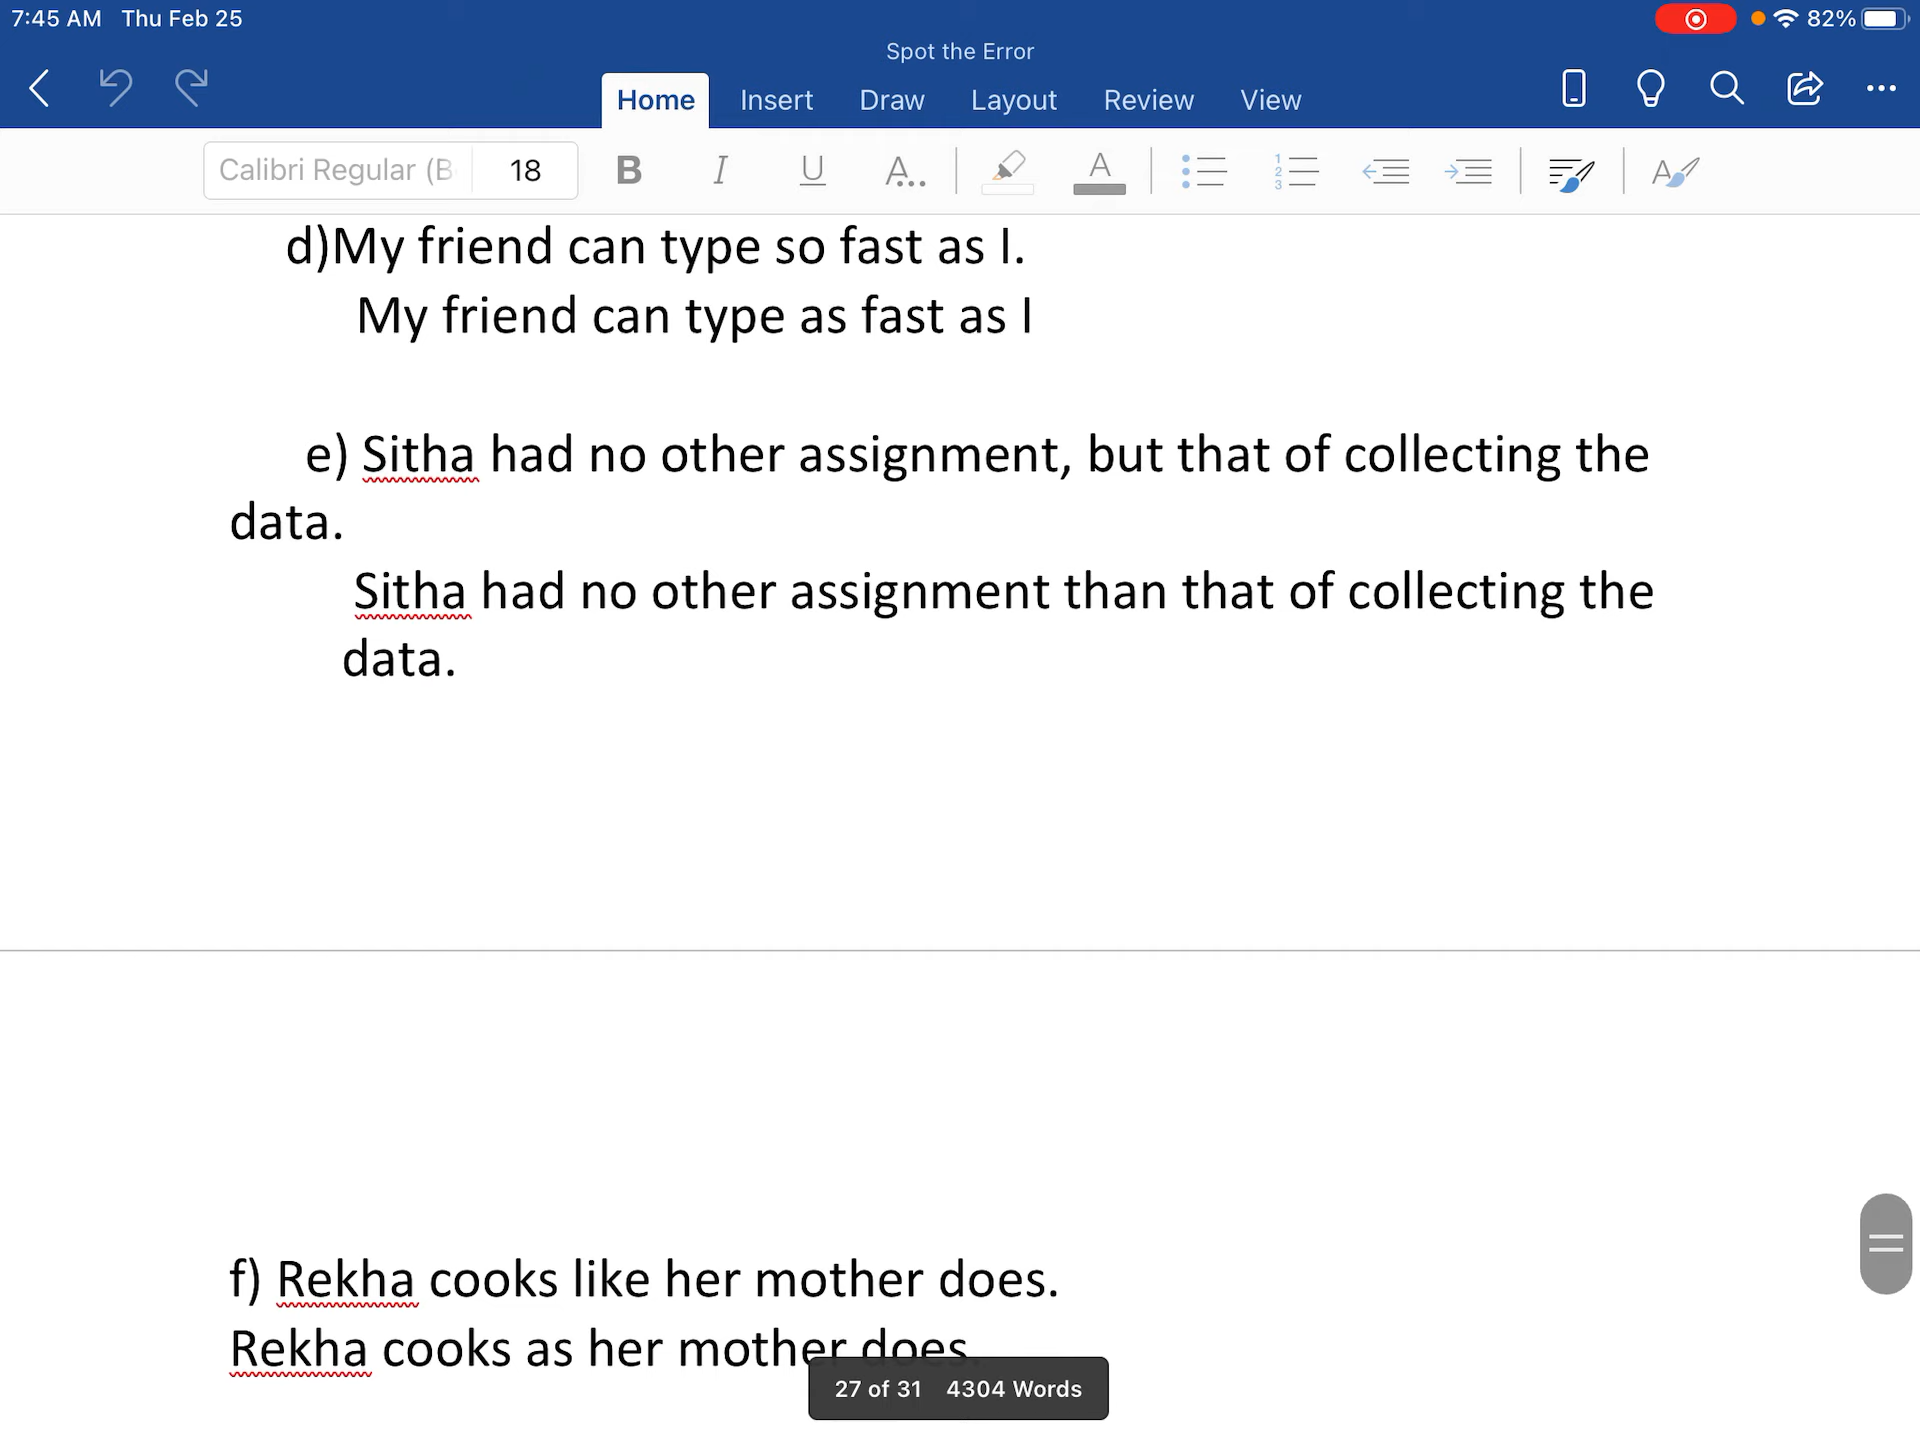 7:45 AM Thu Feb 25
82%
Spot the Error
Home Insert Draw Layout Review View
Calibri Regular (B 18 B I U A... A
d)My friend can type so fast as I.
My friend can type as fast as I
e) Sitha had no other assignment, but that of collecting the
data.
Sitha had no other assignment than that of collecting the
data.
f) Rekha cooks like her mother does.
Rekha cooks as her mother does.
27 of 31 4304 Words